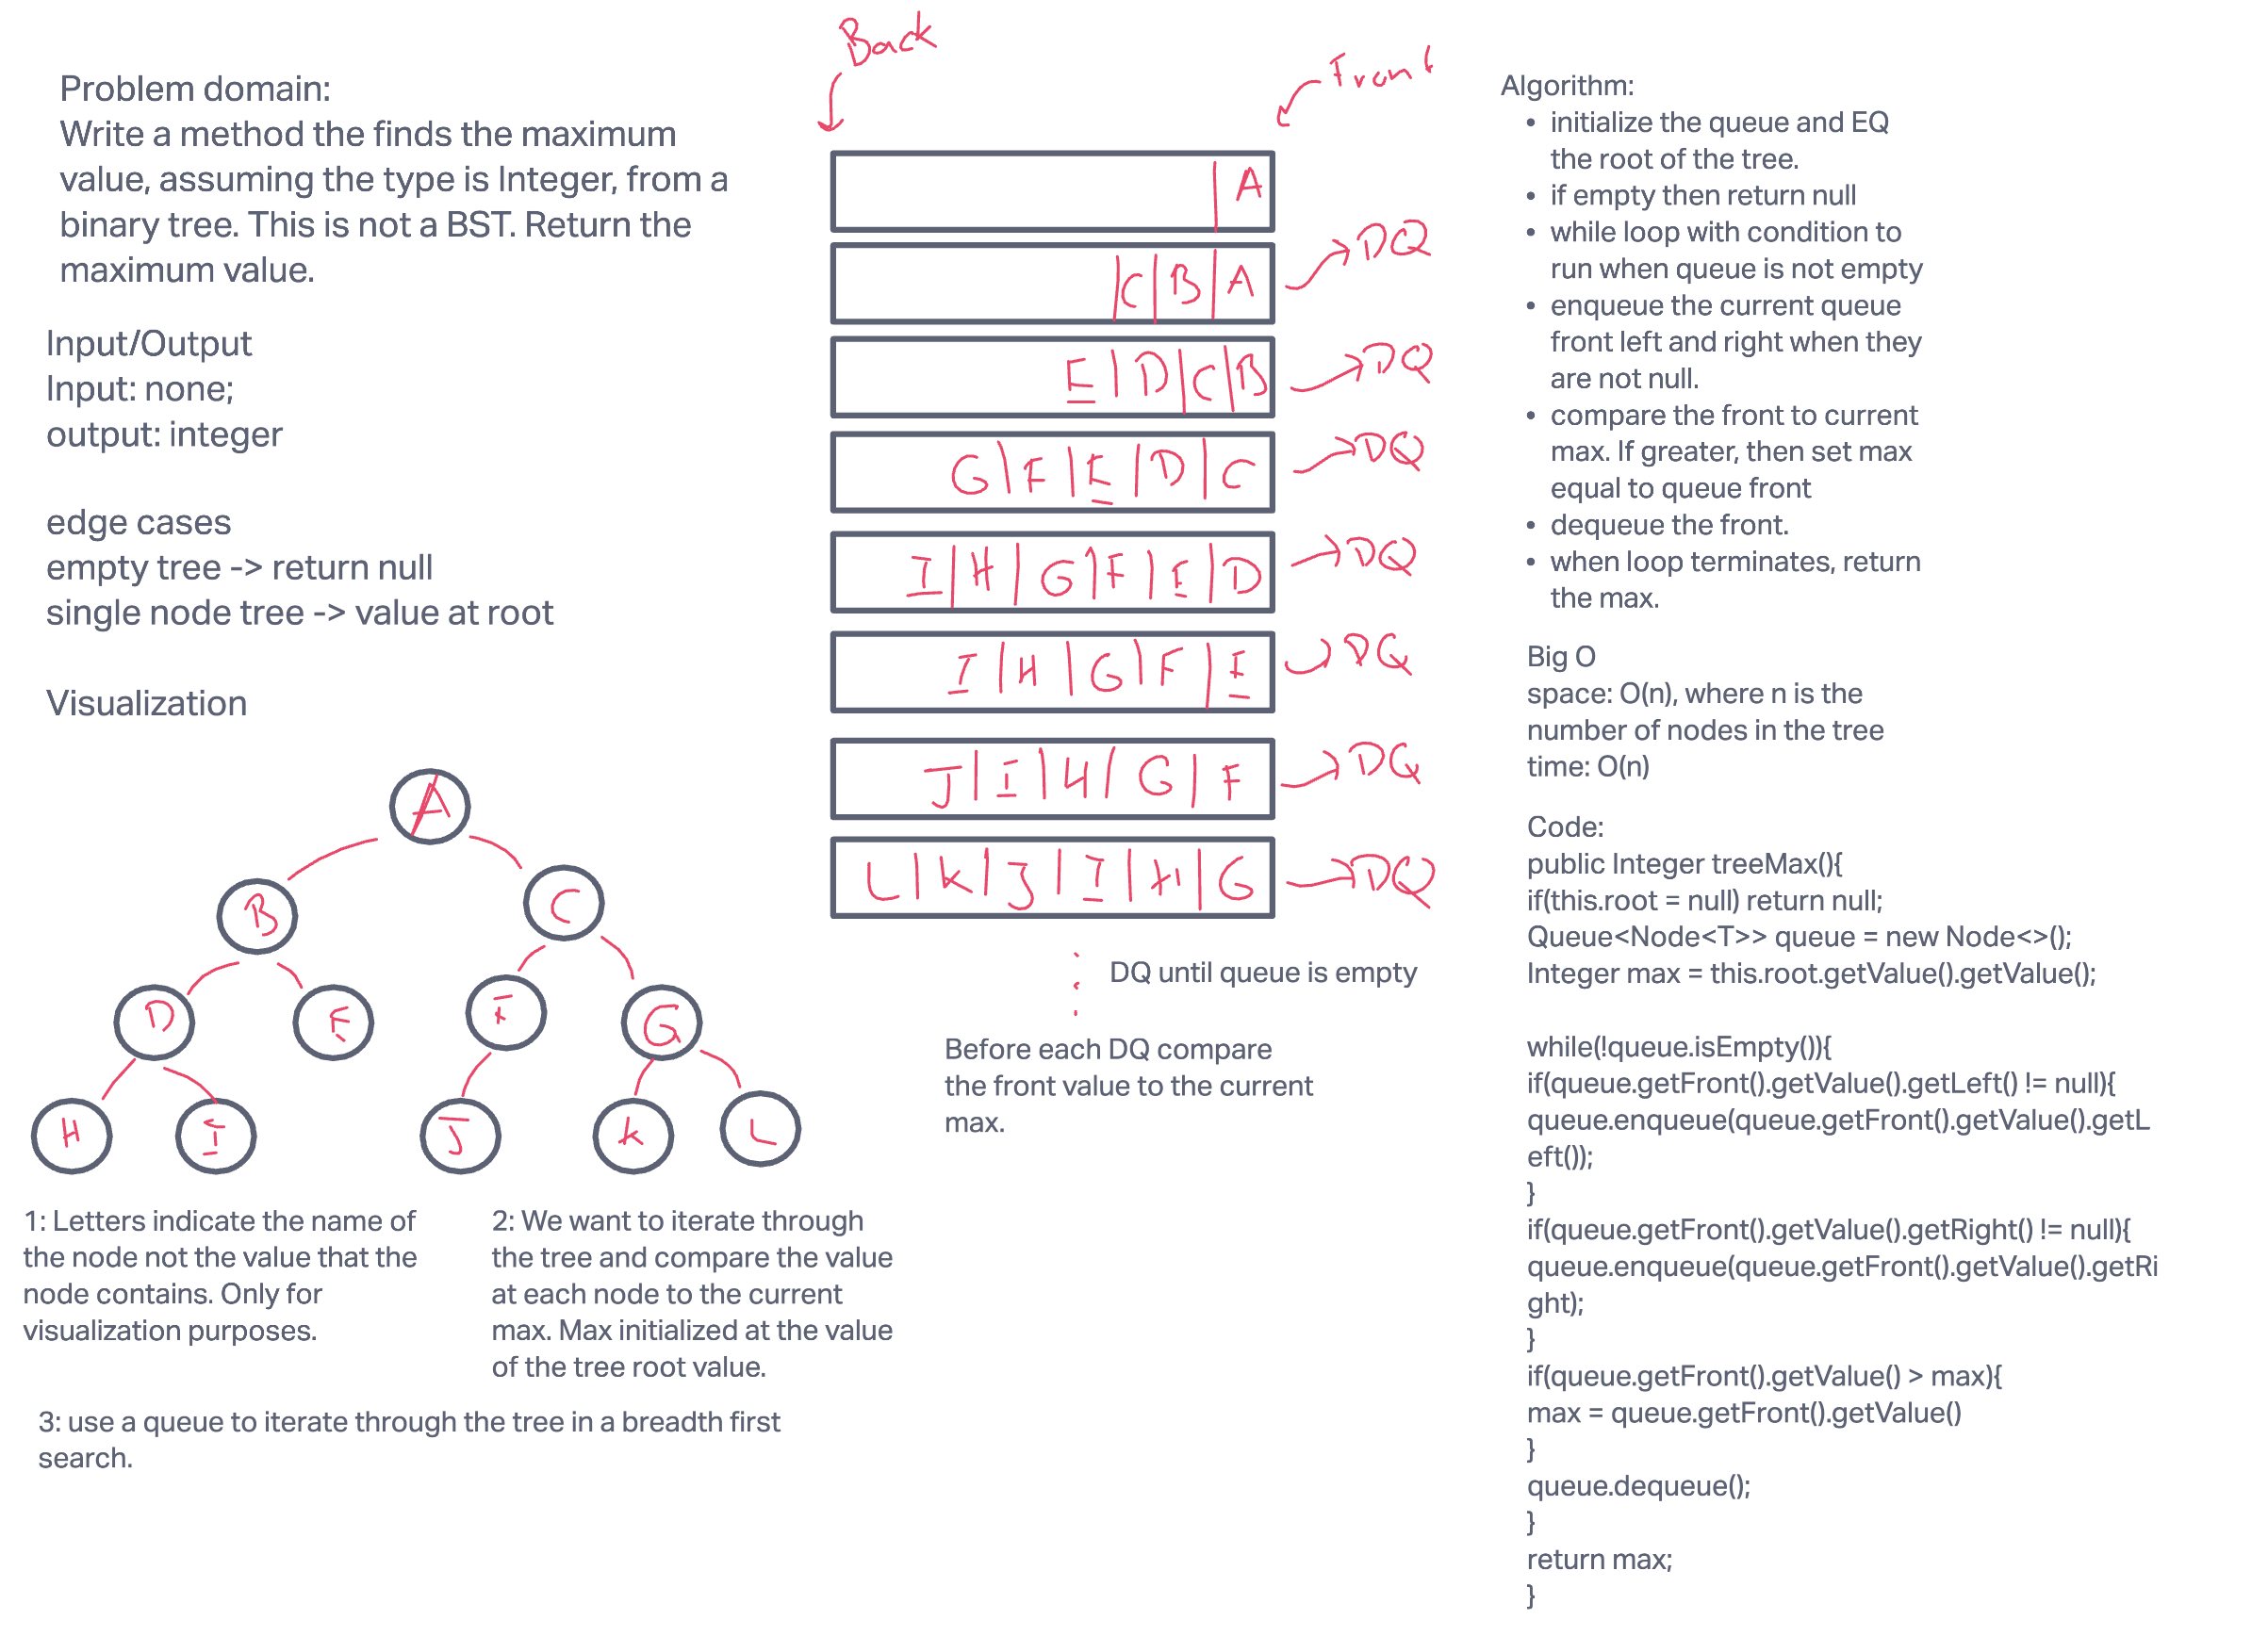 Problem domain:
Write a method the finds the maximum
value, assuming the type is Integer, from a
binary tree. This is not a BST. Return the
maximum value.
Input/Output
Input: none;
output: integer
edge cases
empty tree -> return null
single node tree -> value at root
Visualization
A
B
C
D
E
F
G
H
I
J
K
L
1: Letters indicate the name of
the node not the value that the
node contains. Only for
visualization purposes.
2: We want to iterate through
the tree and compare the value
at each node to the current
max. Max initialized at the value
of the tree root value.
3: use a queue to iterate through the tree in a breadth first
search.
Back
Front
| A
| C | B | A
DQ
E | D | C | B
DQ
G | F | E | D | C
DQ
I | H | G | F | E | D
DQ
I | H | G | F | E
DQ
J | I | H | G | F
DQ
L | K | J | I | H | G
DQ
DQ until queue is empty
Before each DQ compare
the front value to the current
max.
Algorithm:
• initialize the queue and EQ
the root of the tree.
• if empty then return null
• while loop with condition to
run when queue is not empty
• enqueue the current queue
front left and right when they
are not null.
• compare the front to current
max. If greater, then set max
equal to queue front
• dequeue the front.
• when loop terminates, return
the max.
Big O
space: O(n), where n is the
number of nodes in the tree
time: O(n)
Code:
public Integer treeMax(){
if(this.root = null) return null;
Queue<Node<T>> queue = new Node<>();
Integer max = this.root.getValue().getValue();
while(!queue.isEmpty()){
if(queue.getFront().getValue().getLeft() != null){
queue.enqueue(queue.getFront().getValue().getL
eft());
}
if(queue.getFront().getValue().getRight() != null){
queue.enqueue(queue.getFront().getValue().getRi
ght);
}
if(queue.getFront().getValue() > max){
max = queue.getFront().getValue()
}
queue.dequeue();
}
return max;
}